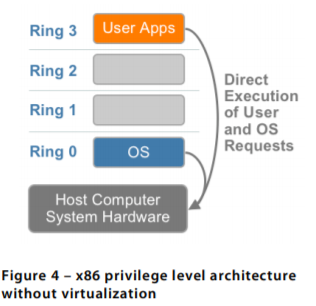 Ring 3
User Apps
Ring 2
Ring 1
Ring 0
OS
Direct
Execution
of User
and OS
Requests
Host Computer
System Hardware
Figure 4 – x86 privilege level architecture
without virtualization